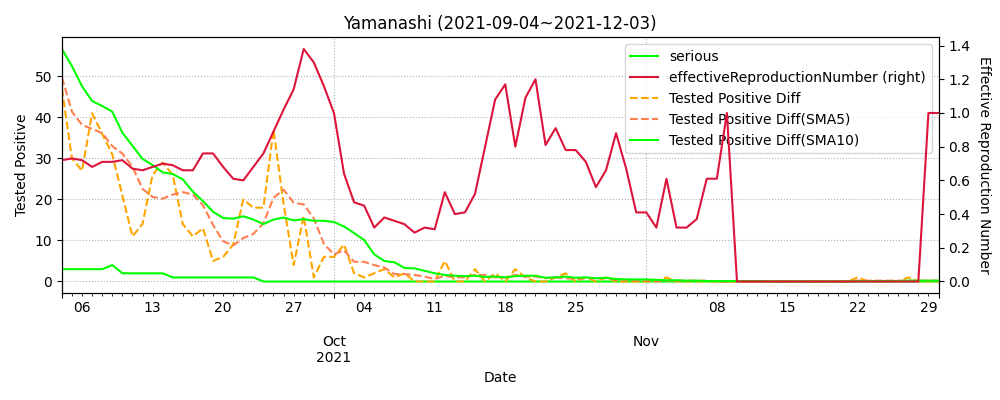 Yamanashi (2021-09-04~2021-12-03)
Tested Positive
50
40
30
20
10
0
1.4
1.2
1.0
0.8
0.6
0.4
0.2
0.0
Effective Reproduction Number
serious
effectiveReproductionNumber (right)
Tested Positive Diff
Tested Positive Diff(SMA5)
Tested Positive Diff(SMA10)
06 13 20 27 04 11 18 25 08 15 22 29
Oct Nov
2021
Date